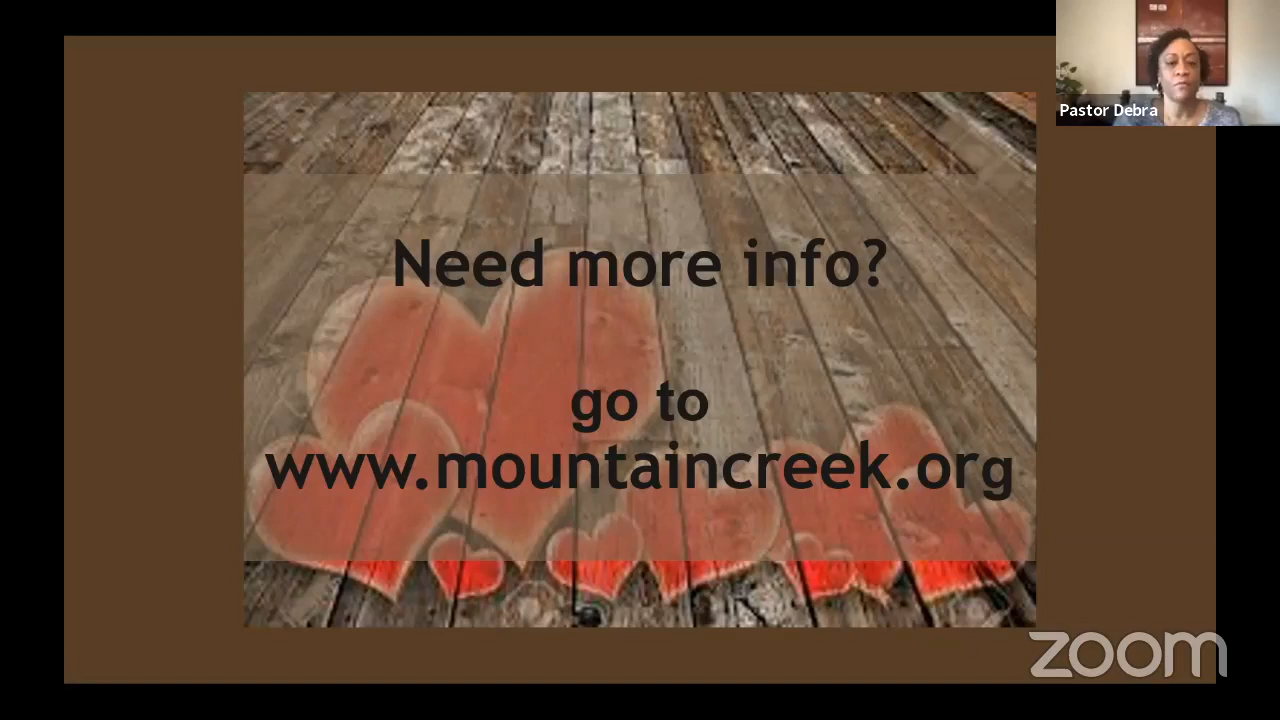 Pastor Debra
Need more info?
go to
www.mountaincreek.org
zoom